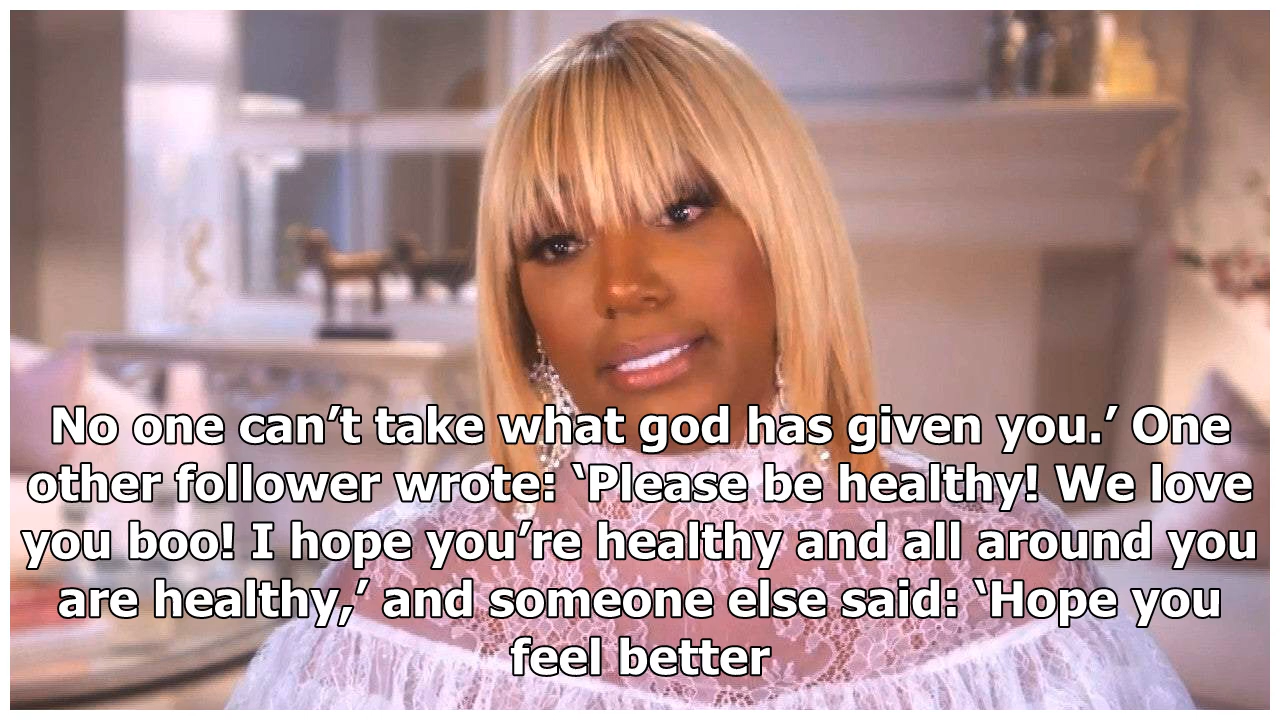 No one can’t take what god has given you.’ One
other follower wrote: ‘Please be healthy! We love
you boo! I hope you’re healthy and all around you
are healthy,’ and someone else said: ‘Hope you
feel better